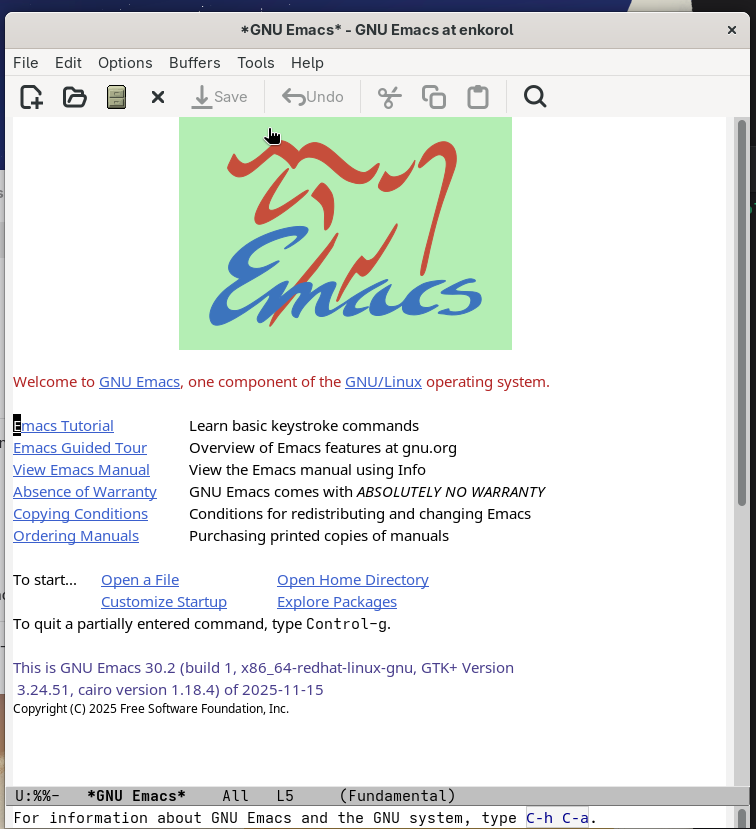 *GNU Emacs* - GNU Emacs at enkorol
File Edit Options Buffers Tools Help
Save Undo
Emacs
Welcome to GNU Emacs, one component of the GNU/Linux operating system.
Emacs Tutorial Learn basic keystroke commands
Emacs Guided Tour Overview of Emacs features at gnu.org
View Emacs Manual View the Emacs manual using Info
Absence of Warranty GNU Emacs comes with ABSOLUTELY NO WARRANTY
Copying Conditions Conditions for redistributing and changing Emacs
Ordering Manuals Purchasing printed copies of manuals
To start... Open a File Open Home Directory
Customize Startup Explore Packages
To quit a partially entered command, type Control-g.
This is GNU Emacs 30.2 (build 1, x86_64-redhat-linux-gnu, GTK+ Version
3.24.51, cairo version 1.18.4) of 2025-11-15
Copyright (C) 2025 Free Software Foundation, Inc.
U:%%- *GNU Emacs* All L5 (Fundamental)
For information about GNU Emacs and the GNU system, type C-h C-a.